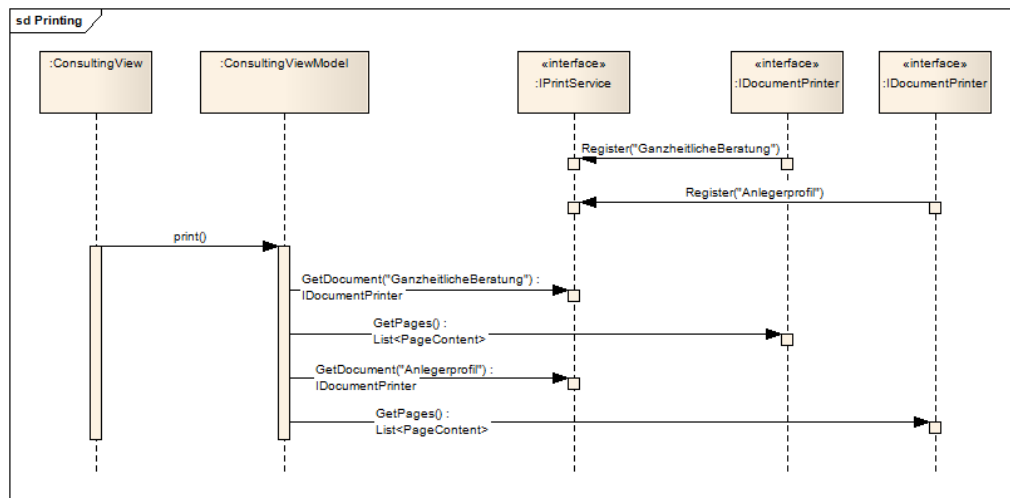 sd Printing
:ConsultingView
:ConsultingViewModel
«interface»
:IPrintService
«interface»
:IDocumentPrinter
«interface»
:IDocumentPrinter
Register("GanzheitlicheBeratung")
Register("Anlegerprofil")
print()
GetDocument("GanzheitlicheBeratung") :
IDocumentPrinter
GetPages() :
List<PageContent>
GetDocument("Anlegerprofil") :
IDocumentPrinter
GetPages() :
List<PageContent>